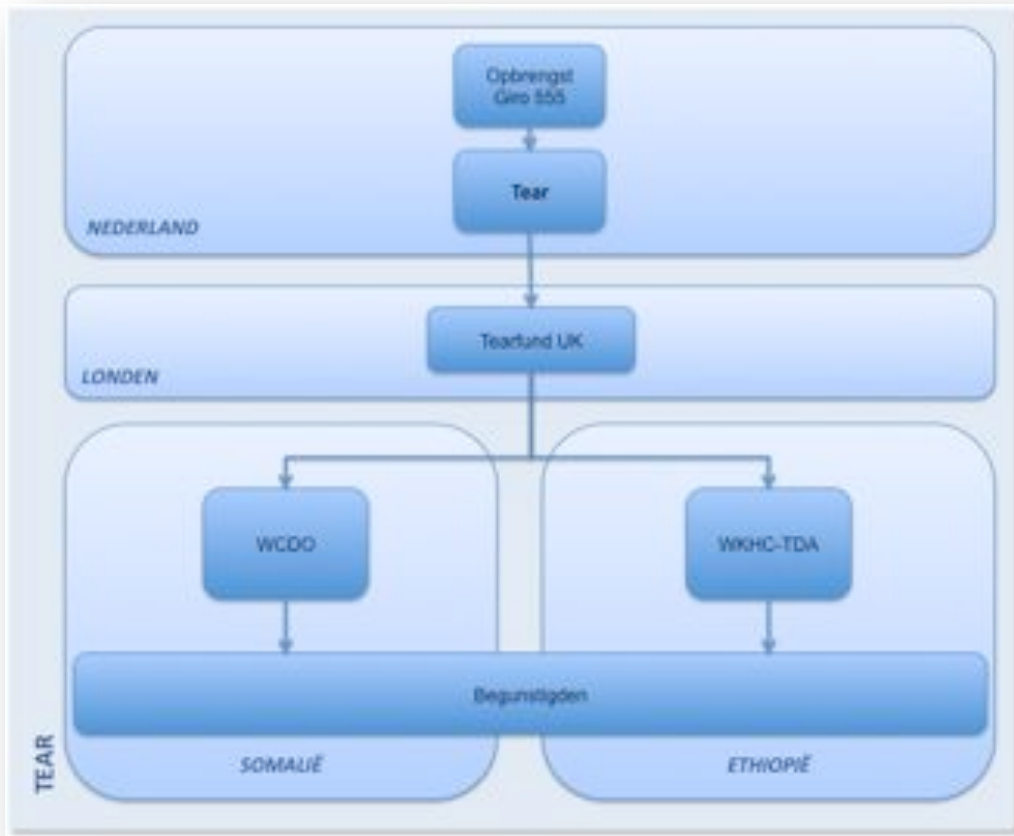 Opbrengst
Giro 555
Tear
NEDERLAND
Tearfund UK
LONDEN
WCDO
WKHC-TDA
Begunstigden
SOMALIË
ETHIOPIË
TEAR